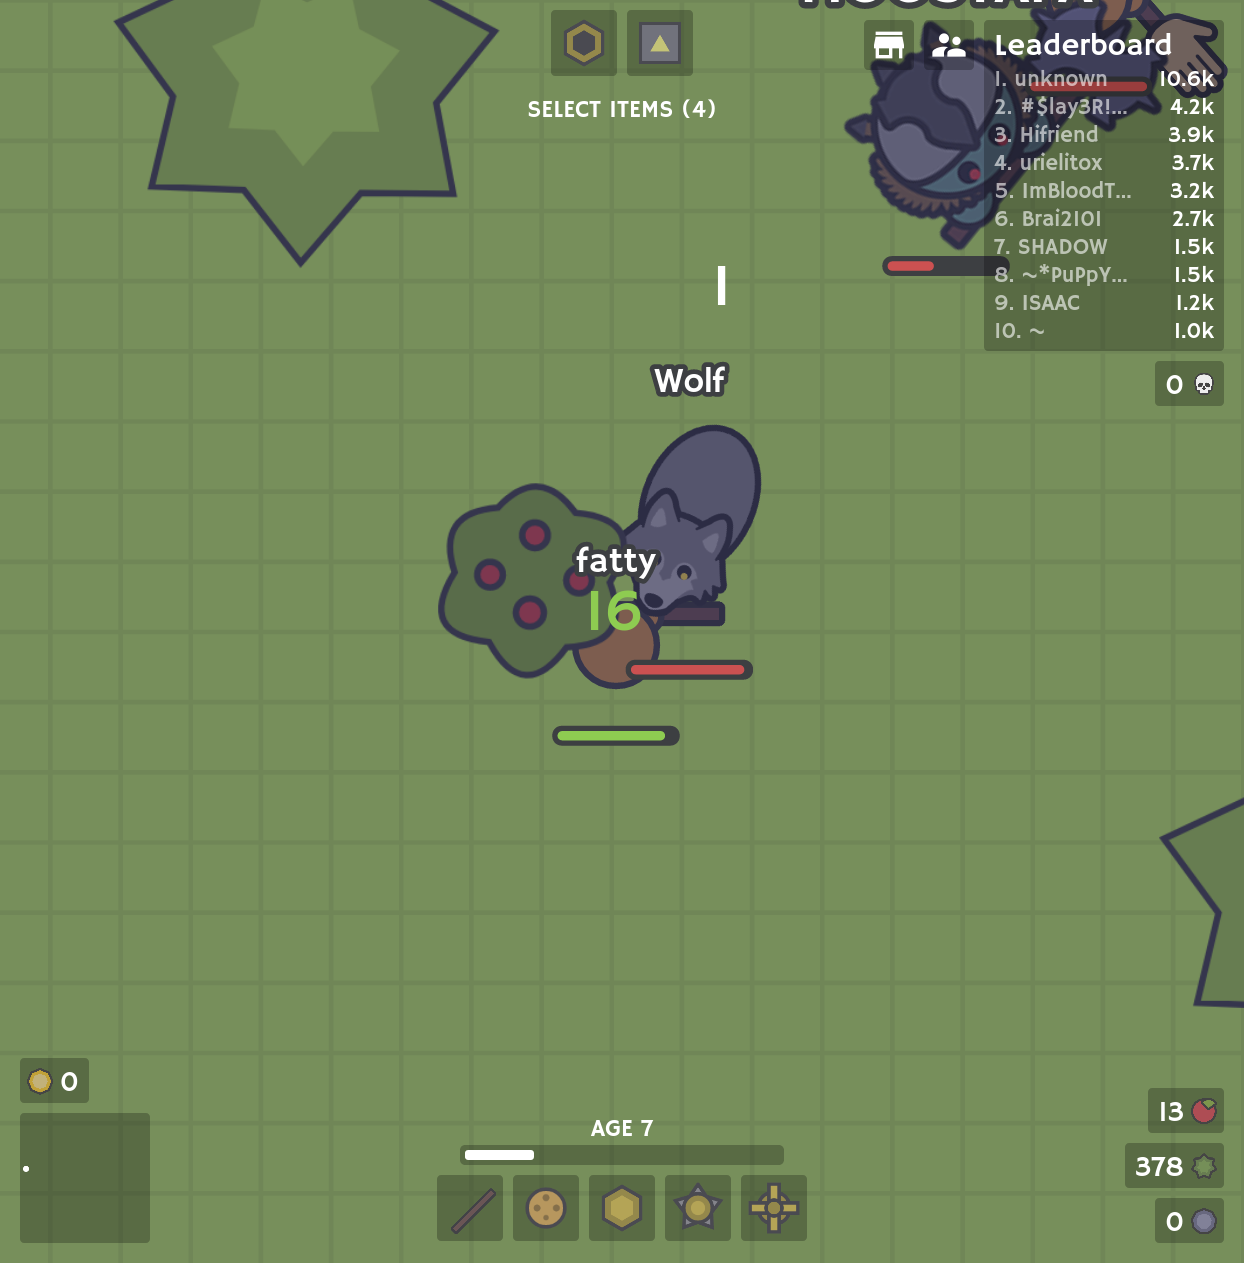 SELECT ITEMS (4)
Leaderboard
1. unknown 10.6k
2. #$lay3R!... 4.2k
3. Hifriend 3.9k
4. urielitox 3.7k
5. ImBloodT... 3.2k
6. Brai2101 2.7k
7. SHADOW 1.5k
8. ~*PuPpY... 1.5k
9. ISAAC 1.2k
10. ~ 1.0k
1
0
Wolf
fatty
16
0
AGE 7
13
378
0